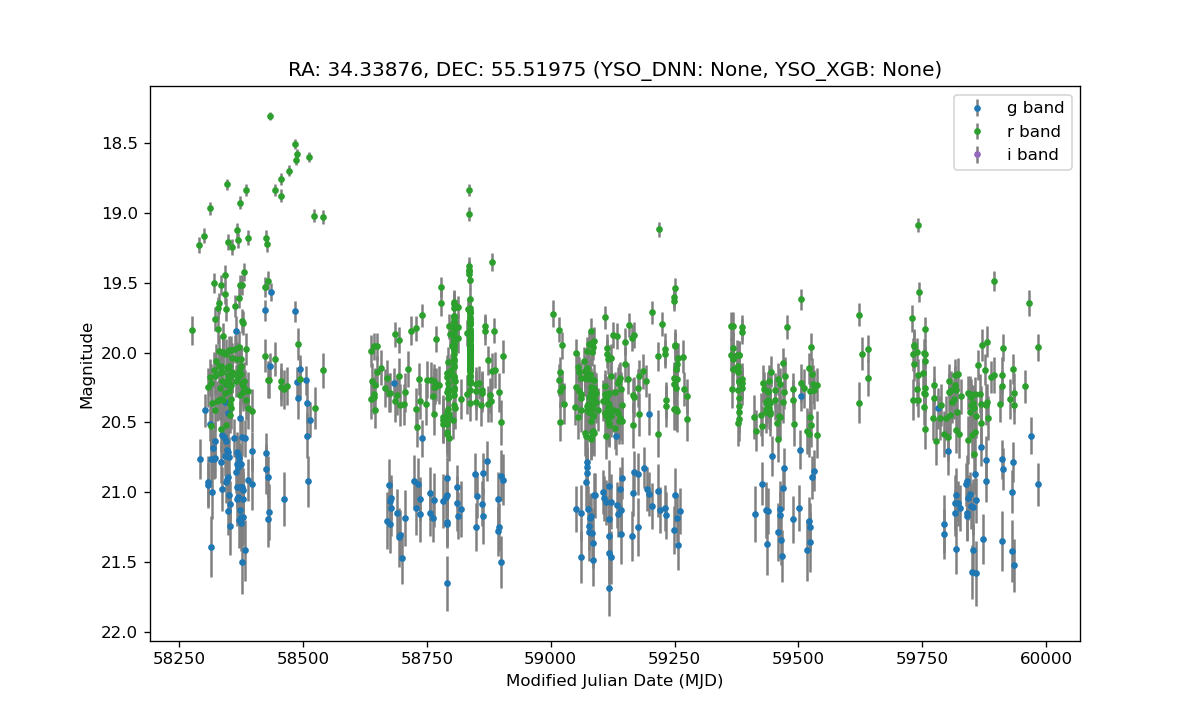 RA: 34.33876, DEC: 55.51975 (YSO_DNN: None, YSO_XGB: None)
g band
r band
i band
18.5
19.0
19.5
20.0
20.5
21.0
21.5
22.0
Magnitude
58250 58500 58750 59000 59250 59500 59750 60000
Modified Julian Date (MJD)